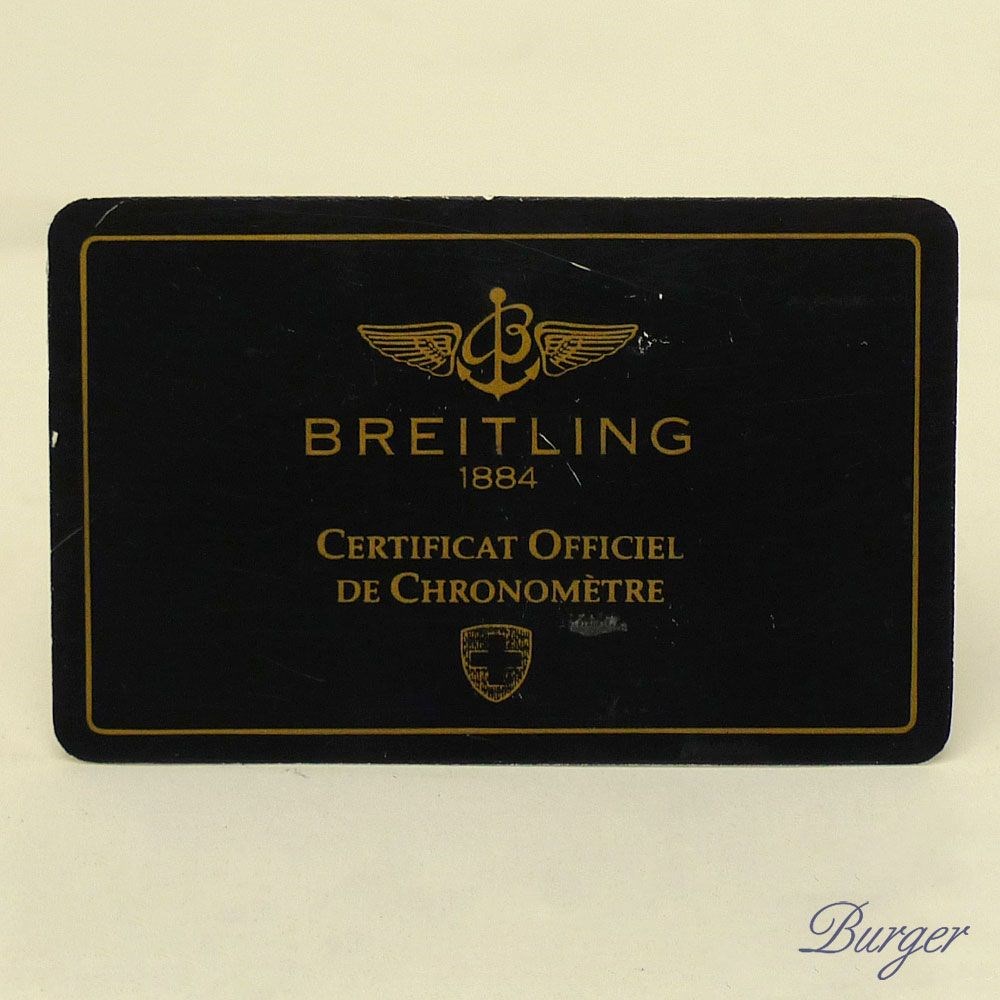 BREITLING
1884
CERTIFICAT OFFICIEL
DE CHRONOMÈTRE
Burger